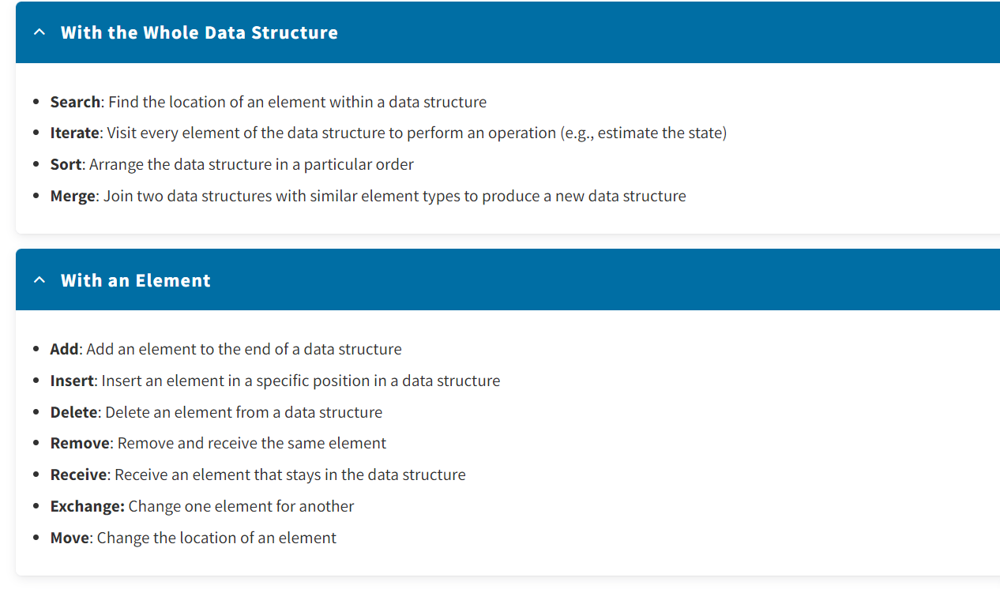 With the Whole Data Structure
Search: Find the location of an element within a data structure
Iterate: Visit every element of the data structure to perform an operation (e.g., estimate the state)
Sort: Arrange the data structure in a particular order
Merge: Join two data structures with similar element types to produce a new data structure
With an Element
Add: Add an element to the end of a data structure
Insert: Insert an element in a specific position in a data structure
Delete: Delete an element from a data structure
Remove: Remove and receive the same element
Receive: Receive an element that stays in the data structure
Exchange: Change one element for another
Move: Change the location of an element